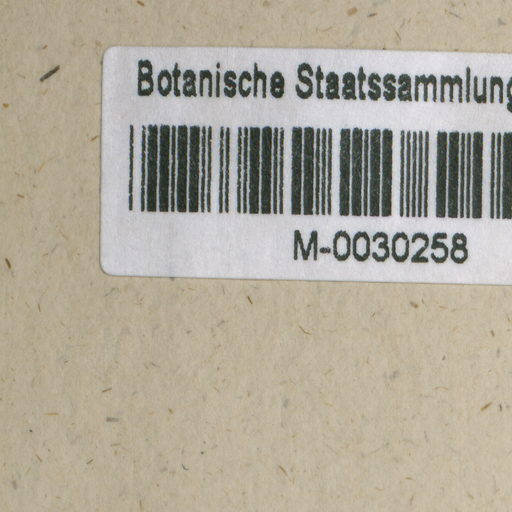 Botanische Staatssammlung
M-0030258